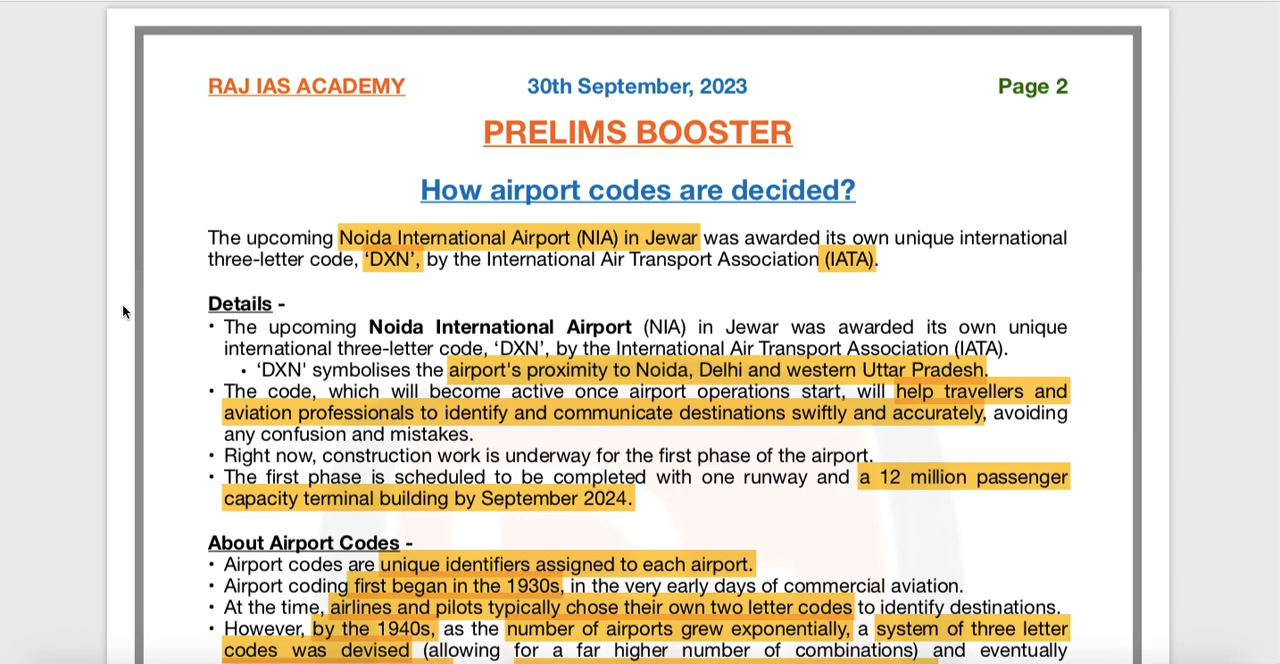 RAJ IAS ACADEMY 30th September, 2023 Page 2
PRELIMS BOOSTER
How airport codes are decided?
The upcoming Noida International Airport (NIA) in Jewar was awarded its own unique international
three-letter code, ‘DXN’, by the International Air Transport Association (IATA).
Details -
• The upcoming Noida International Airport (NIA) in Jewar was awarded its own unique
international three-letter code, ‘DXN’, by the International Air Transport Association (IATA).
• ‘DXN' symbolises the airport's proximity to Noida, Delhi and western Uttar Pradesh.
• The code, which will become active once airport operations start, will help travellers and
aviation professionals to identify and communicate destinations swiftly and accurately, avoiding
any confusion and mistakes.
• Right now, construction work is underway for the first phase of the airport.
• The first phase is scheduled to be completed with one runway and a 12 million passenger
capacity terminal building by September 2024.
About Airport Codes -
• Airport codes are unique identifiers assigned to each airport.
• Airport coding first began in the 1930s, in the very early days of commercial aviation.
• At the time, airlines and pilots typically chose their own two letter codes to identify destinations.
• However, by the 1940s, as the number of airports grew exponentially, a system of three letter
codes was devised (allowing for a far higher number of combinations) and eventually